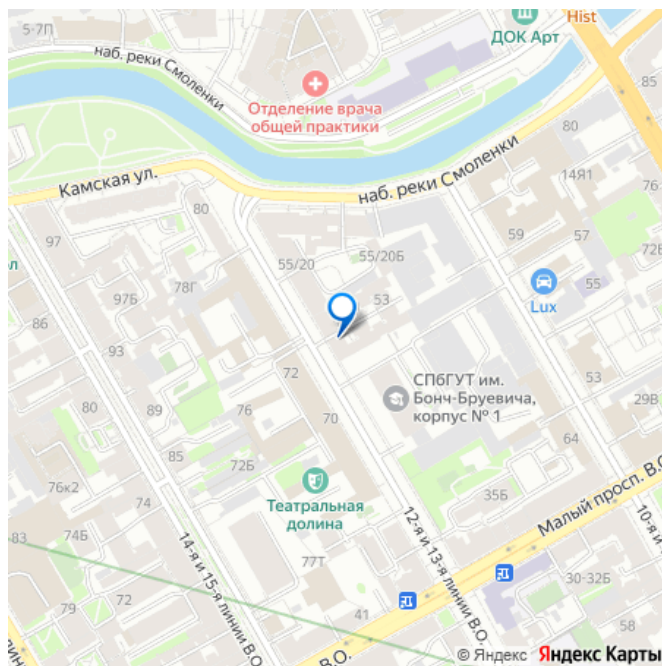 5-7Л
Hist
ДОК Арт
наб. реки Смоленки
85
Отделение врача
общей практики
80
Камская ул.
наб. реки Смоленки
14Я1
76
80
97
59
57
72В
55/20
55/20Б
ол
78Г
55
97Б
53
Lux
86
93
72
СПбГУТ им.
Бонч-Бруевича,
корпус № 1
53
80
89
76
70
29В
85
64
72Б
76к2
Театральная
долина
35Б
Малый просп. В.О.
74
12-я и 13-я линии В.О.
83
74Б
14-я и 15-я линии В.О.
77Т
10-я и
30-32Б
79
72
41
58
лин
В.О.
© Яндекс Яндекс Карты